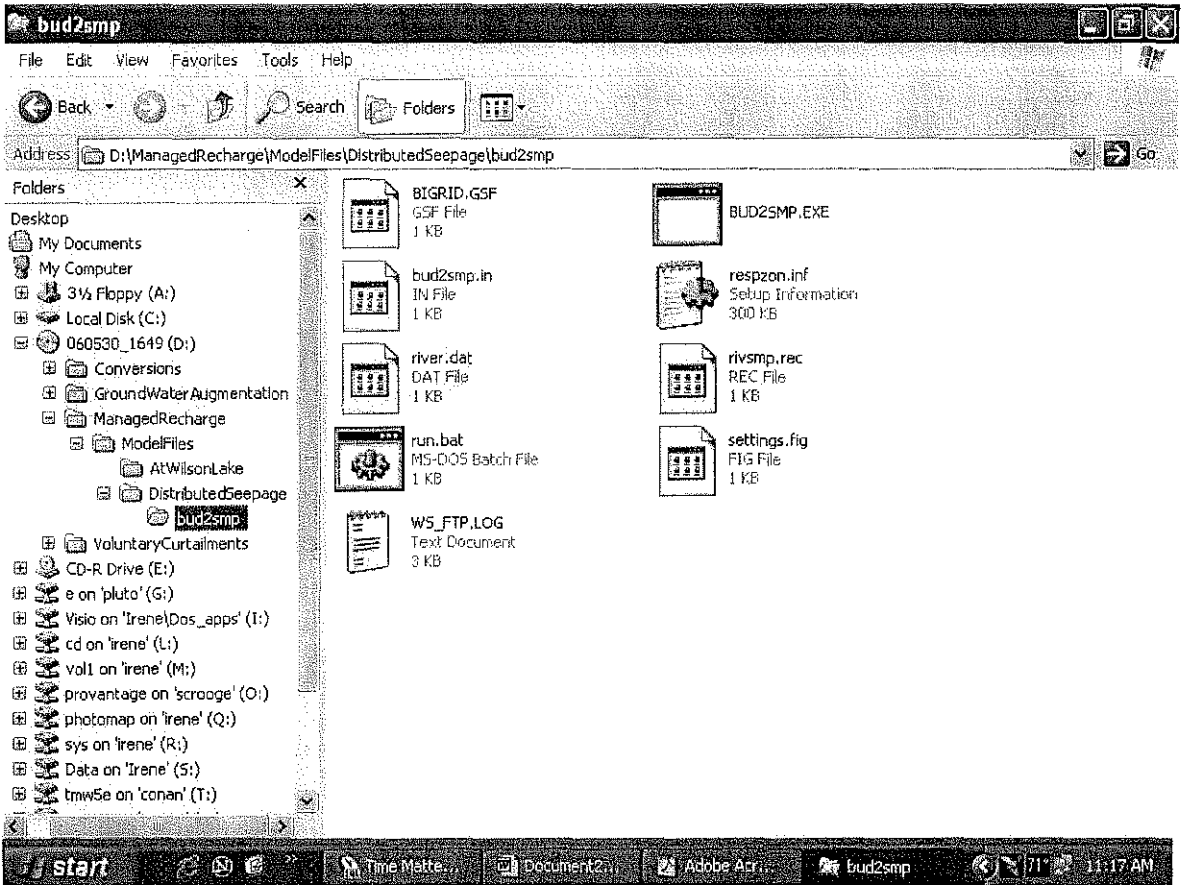 bud2smp
File Edit View Favorites Tools Help
Back Search Folders
Address D:\ManagedRecharge\ModelFiles\DistributedSeepage\bud2smp Go
Folders
Desktop
My Documents
My Computer
3½ Floppy (A:)
Local Disk (C:)
060530_1649 (D:)
Conversions
GroundWaterAugmentation
ManagedRecharge
ModelFiles
AtWilsonLake
DistributedSeepage
bud2smp
VoluntaryCurtailments
CD-R Drive (E:)
e on 'pluto' (G:)
Visio on 'Irene\Dos_apps' (I:)
cd on 'irene' (L:)
vol1 on 'irene' (M:)
provantage on 'scrooge' (O:)
photomap on 'irene' (Q:)
sys on 'irene' (R:)
Data on 'Irene' (S:)
tmw5e on 'conan' (T:)
BIGRID.GSF
GSF File
1 KB
BUD2SMP.EXE
bud2smp.in
IN File
1 KB
respzon.inf
Setup Information
300 KB
river.dat
DAT File
1 KB
rivsmp.rec
REC File
1 KB
run.bat
MS-DOS Batch File
1 KB
settings.fig
FIG File
1 KB
WS_FTP.LOG
Text Document
3 KB
start Time Matte... Document2... Adobe Acr... bud2smp 71° 11:17 AM